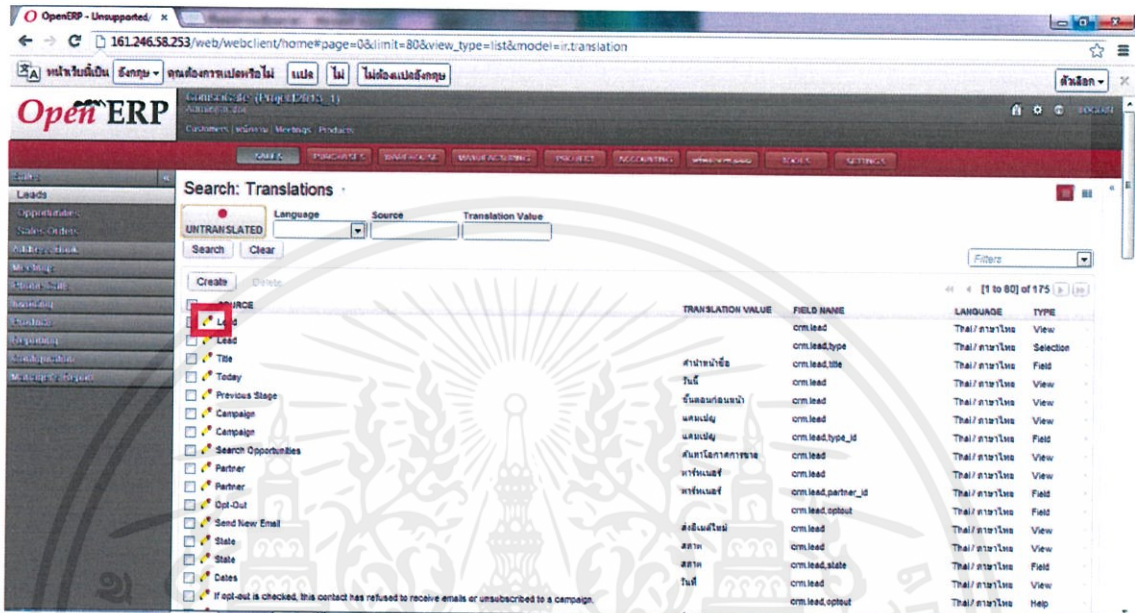 OpenERP - Unsupported/
161.246.58.253/web/webclient/home#page=0&limit=80&view_type=list&model=ir.translation
หน้าเว็บนี้เป็น อังกฤษ คุณต้องการแปลหรือไม่ แปล ไม่ ไม่ต้องแปลอังกฤษ ตัวเลือก
OpenERP
Customers Meetings Products
SALES PURCHASES WAREHOUSE MANUFACTURING PROJECT ACCOUNTING TOOLS SETTINGS
Leads
Opportunities
Sales Orders
Address Book
Meetings
Phone Calls
Invoicing
Products
Reporting
Configuration
Search: Translations
UNTRANSLATED Language Source Translation Value
Search Clear
Filters
Create Delete [1 to 80] of 175
SOURCE TRANSLATION VALUE FIELD NAME LANGUAGE TYPE
Lead crm.lead Thai / ภาษาไทย View
Lead crm.lead,type Thai / ภาษาไทย Selection
Title คำนำหน้าชื่อ crm.lead,title Thai / ภาษาไทย Field
Today วันนี้ crm.lead Thai / ภาษาไทย View
Previous Stage ขั้นตอนก่อนหน้า crm.lead Thai / ภาษาไทย View
Campaign แคมเปญ crm.lead Thai / ภาษาไทย View
Campaign แคมเปญ crm.lead,type_id Thai / ภาษาไทย Field
Search Opportunities ค้นหาโอกาสการขาย crm.lead Thai / ภาษาไทย View
Partner พาร์ทเนอร์ crm.lead Thai / ภาษาไทย View
Partner พาร์ทเนอร์ crm.lead,partner_id Thai / ภาษาไทย Field
Opt-Out crm.lead,optout Thai / ภาษาไทย Field
Send New Email ส่งอีเมล์ใหม่ crm.lead Thai / ภาษาไทย View
State สภาพ crm.lead Thai / ภาษาไทย View
State สภาพ crm.lead,state Thai / ภาษาไทย Field
Dates วันที่ crm.lead Thai / ภาษาไทย View
If opt-out is checked, this contact has refused to receive emails or unsubscribed to a campaign. crm.lead,optout Thai / ภาษาไทย Help